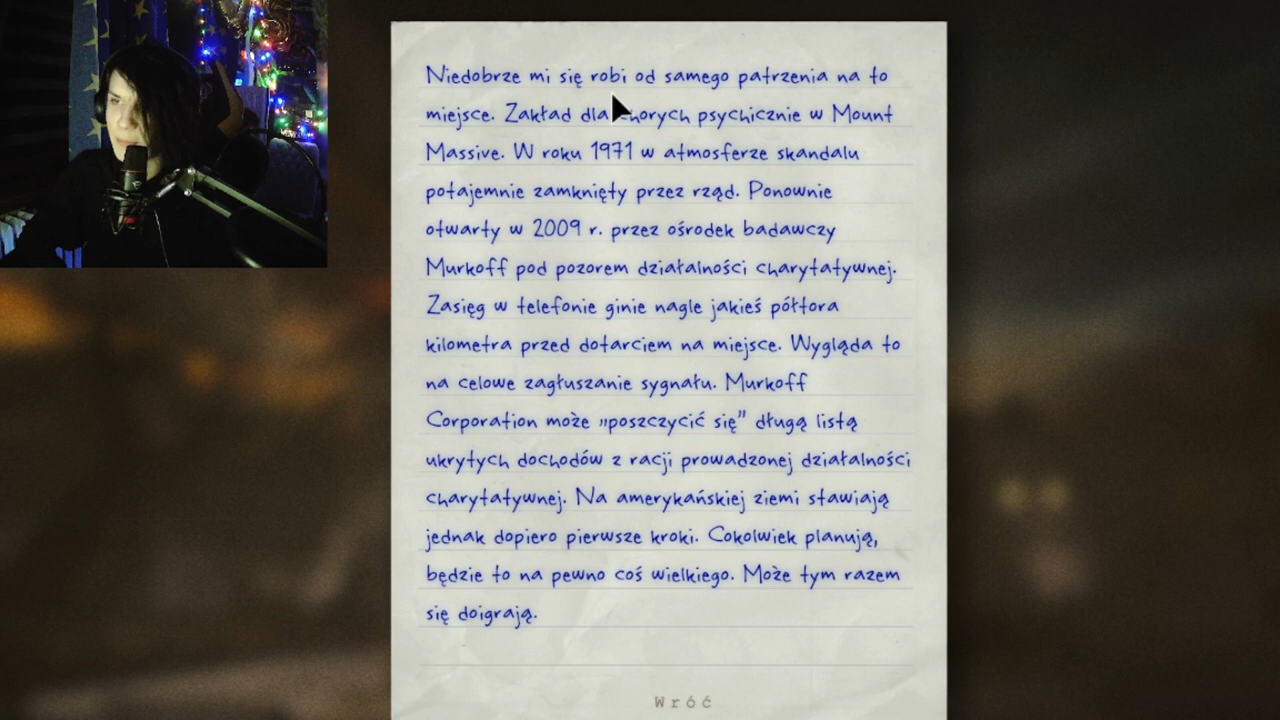 Niedobrze mi się robi od samego patrzenia na to
miejsce. Zakład dla chorych psychicznie w Mount
Massive. W roku 1971 w atmosferze skandalu
potajemnie zamknięty przez rząd. Ponownie
otwarty w 2009 r. przez ośrodek badawczy
Murkoff pod pozorem działalności charytatywnej.
Zasięg w telefonie ginie nagle jakieś półtora
kilometra przed dotarciem na miejsce. Wygląda to
na celowe zagłuszanie sygnału. Murkoff
Corporation może „poszczycić się” długą listą
ukrytych dochodów z racji prowadzonej działalności
charytatywnej. Na amerykańskiej ziemi stawiają
jednak dopiero pierwsze kroki. Cokolwiek planują,
będzie to na pewno coś wielkiego. Może tym razem
się doigrają.
Wróć